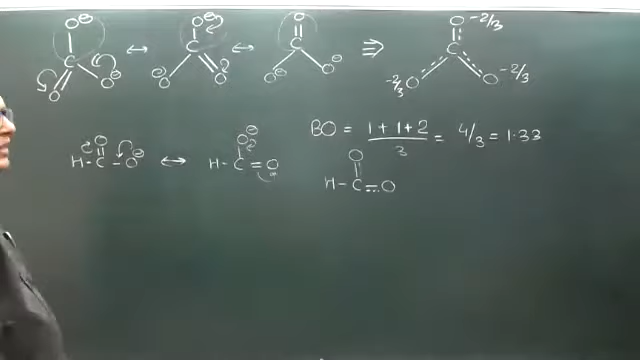 O⊖ C O O⊖ ↔ O⊖ C O⊖ O ↔ O C O⊖ O⊖ ⇛ O-2/3 C -2/3 O O-2/3
BO = 1+1+2 / 3 = 4/3 = 1.33
H-C-O⊖ O ↔ H-C=O O⊖
H-C=O O